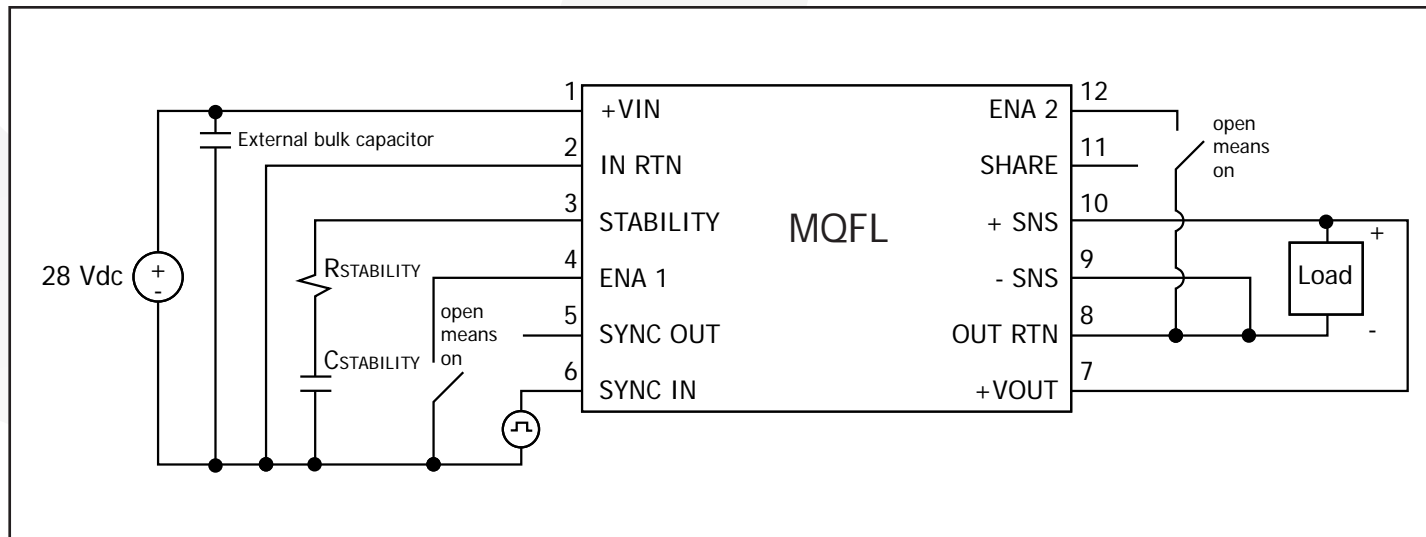 1
+VIN
ENA 2
12
External bulk capacitor
open
means
on
2
IN RTN
SHARE
11
3
STABILITY
MQFL
+ SNS
10
+
28 Vdc
+
-
RSTABILITY
4
ENA 1
- SNS
9
Load
open
means
on
5
SYNC OUT
OUT RTN
8
-
CSTABILITY
6
SYNC IN
+VOUT
7